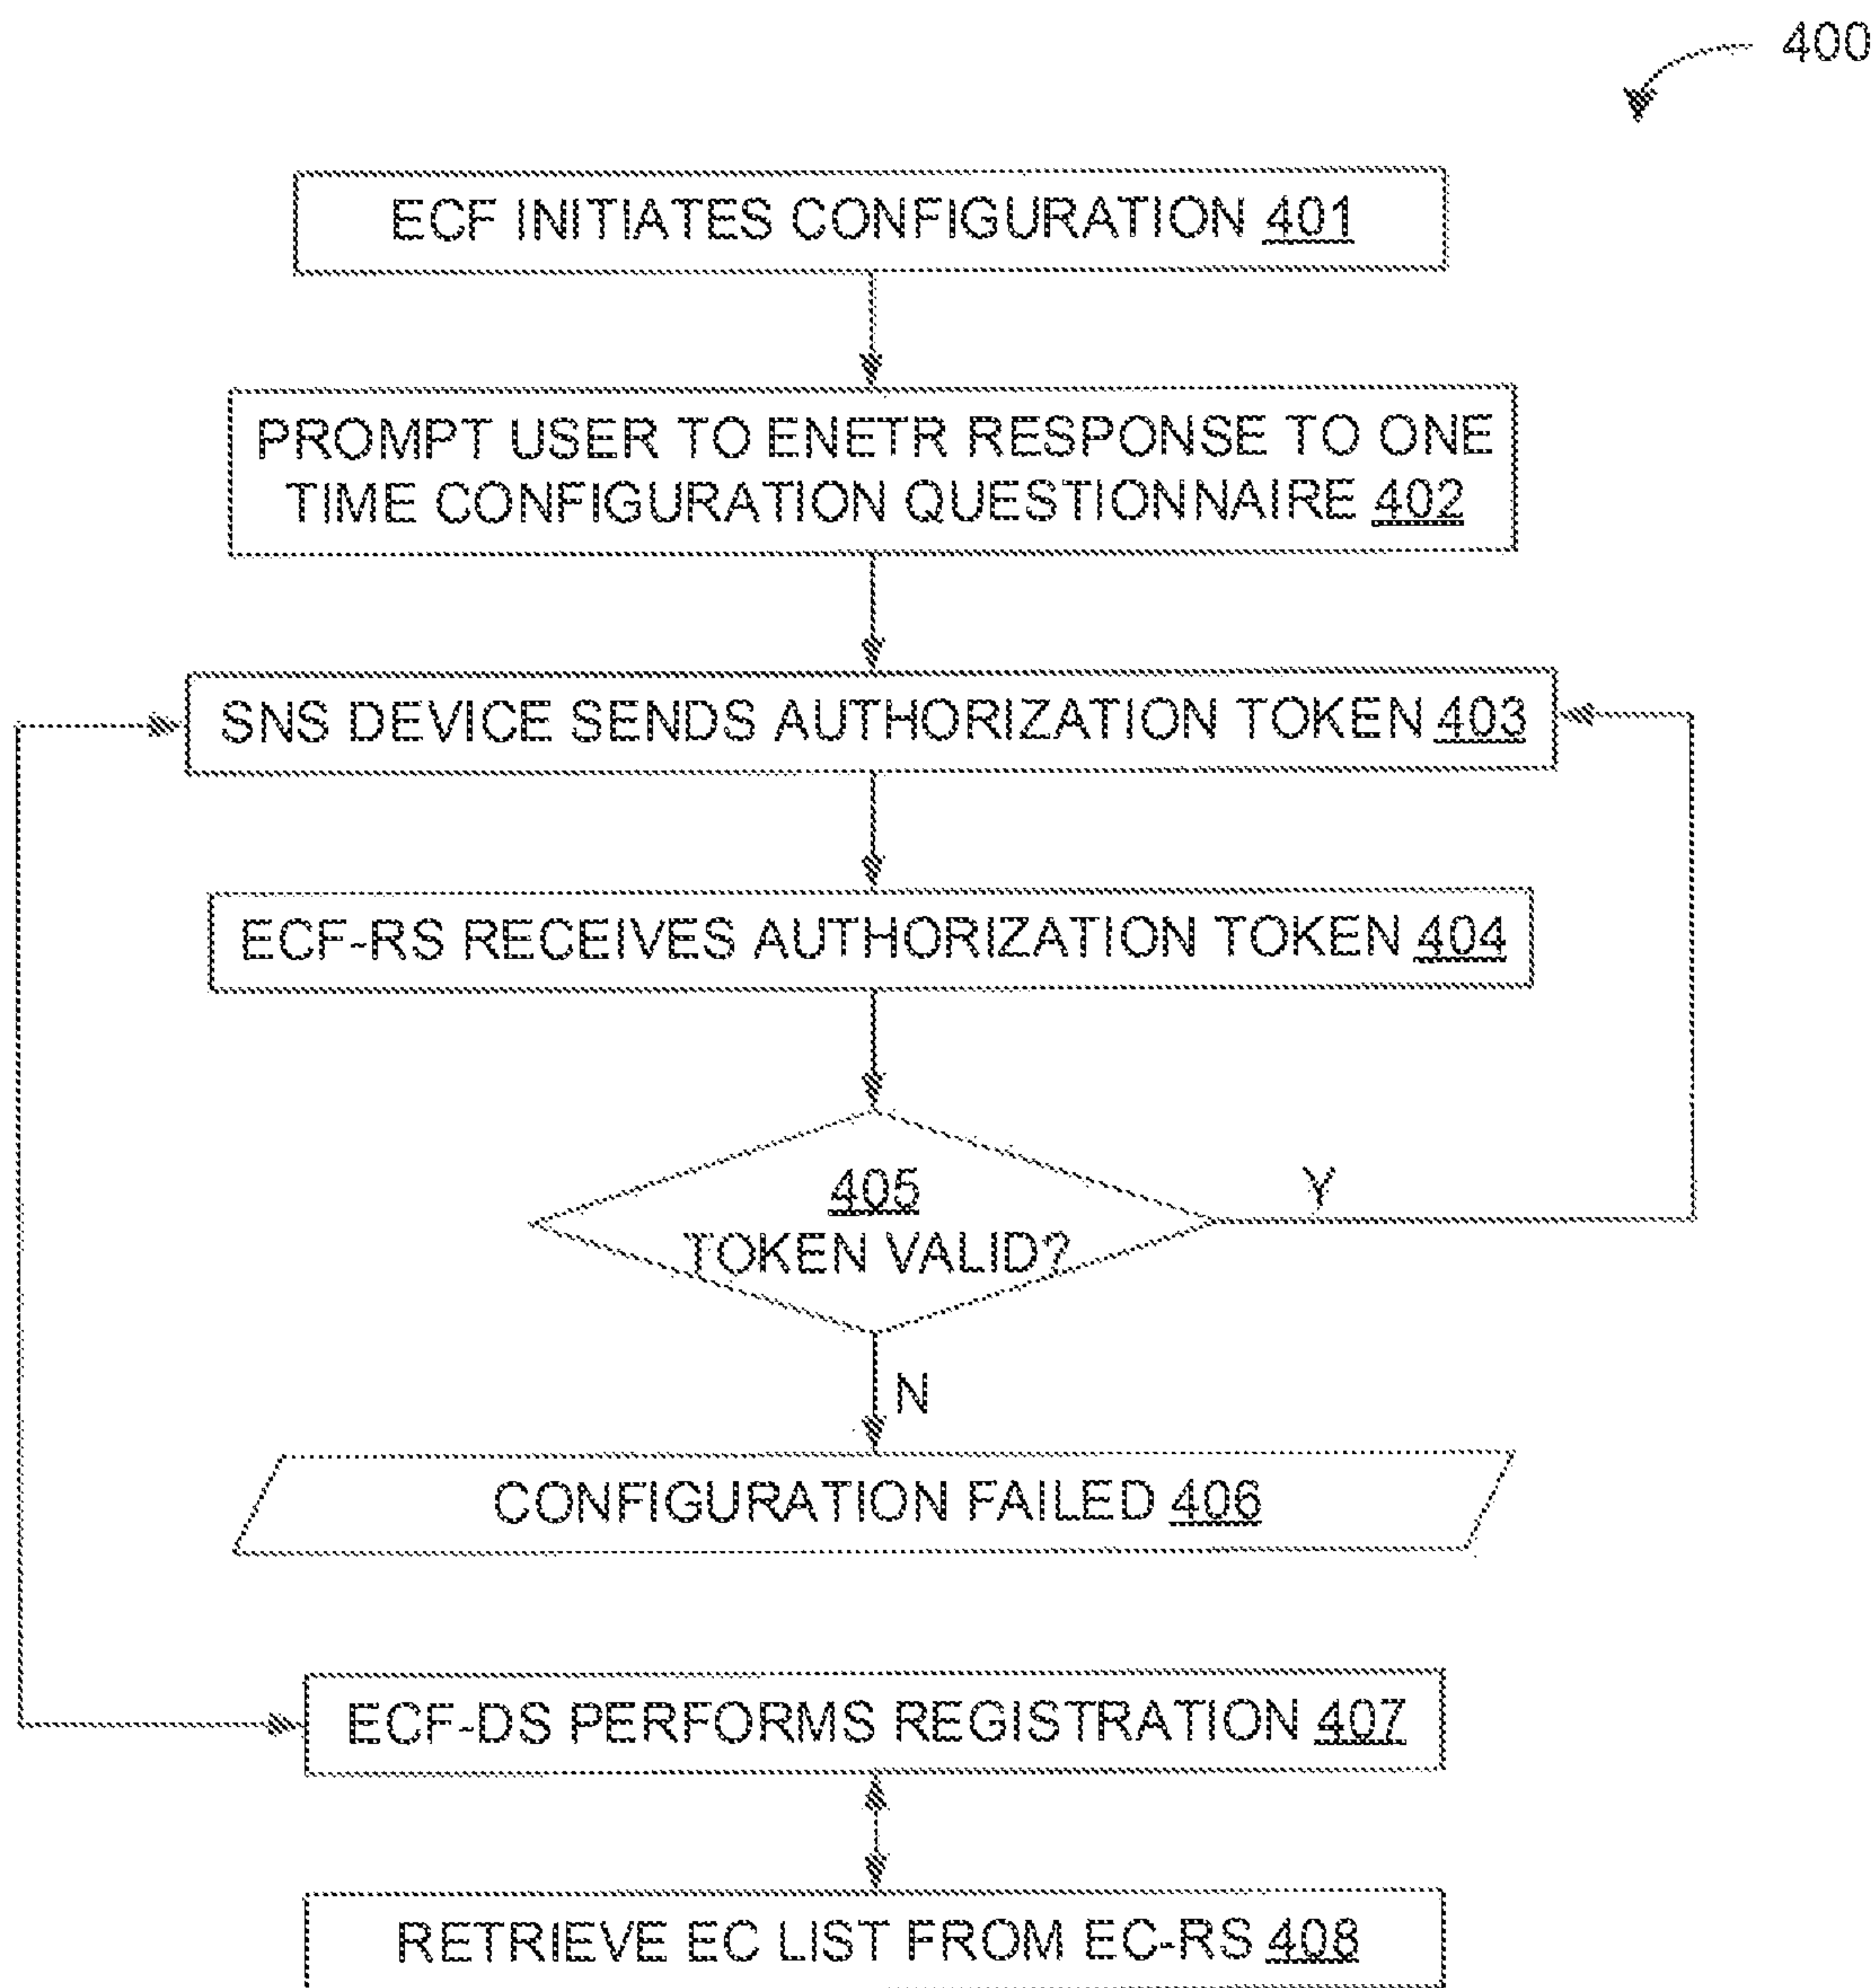 400
ECF INITIATES CONFIGURATION 401
PROMPT USER TO ENETR RESPONSE TO ONE
TIME CONFIGURATION QUESTIONNAIRE 402
SNS DEVICE SENDS AUTHORIZATION TOKEN 403
ECF-RS RECEIVES AUTHORIZATION TOKEN 404
405
TOKEN VALID?
Y
N
CONFIGURATION FAILED 406
ECF-DS PERFORMS REGISTRATION 407
RETRIEVE EC LIST FROM EC-RS 408